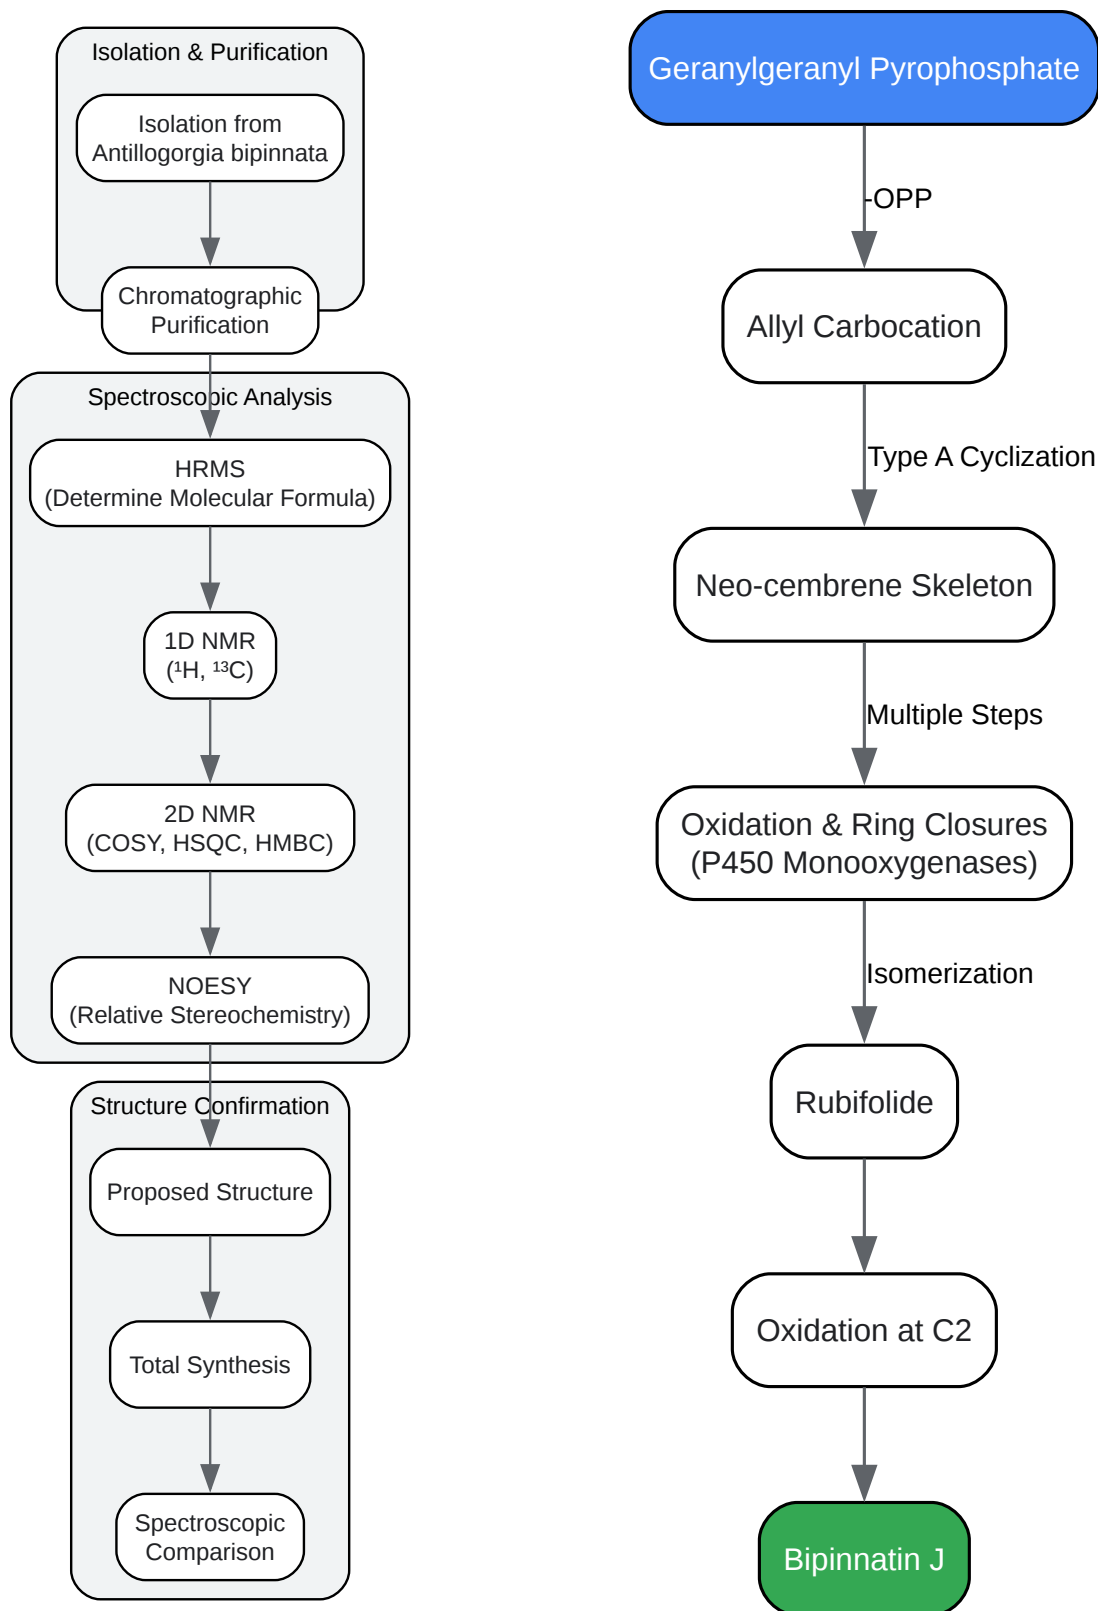 Isolation & Purification
Isolation from
Antillogorgia bipinnata
Chromatographic
Purification
Spectroscopic Analysis
HRMS
(Determine Molecular Formula)
1D NMR
(¹H, ¹³C)
2D NMR
(COSY, HSQC, HMBC)
NOESY
(Relative Stereochemistry)
Structure Confirmation
Proposed Structure
Total Synthesis
Spectroscopic
Comparison
Geranylgeranyl Pyrophosphate
-OPP
Allyl Carbocation
Type A Cyclization
Neo-cembrene Skeleton
Multiple Steps
Oxidation & Ring Closures
(P450 Monooxygenases)
Isomerization
Rubifolide
Oxidation at C2
Bipinnatin J